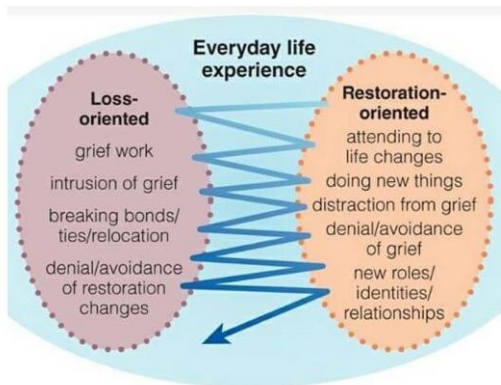 Everyday life
experience
Loss-
oriented
grief work
intrusion of grief
breaking bonds/
ties/relocation
denial/avoidance
of restoration
changes
Restoration-
oriented
attending to
life changes
doing new things
distraction from grief
denial/avoidance
of grief
new roles/
identities/
relationships